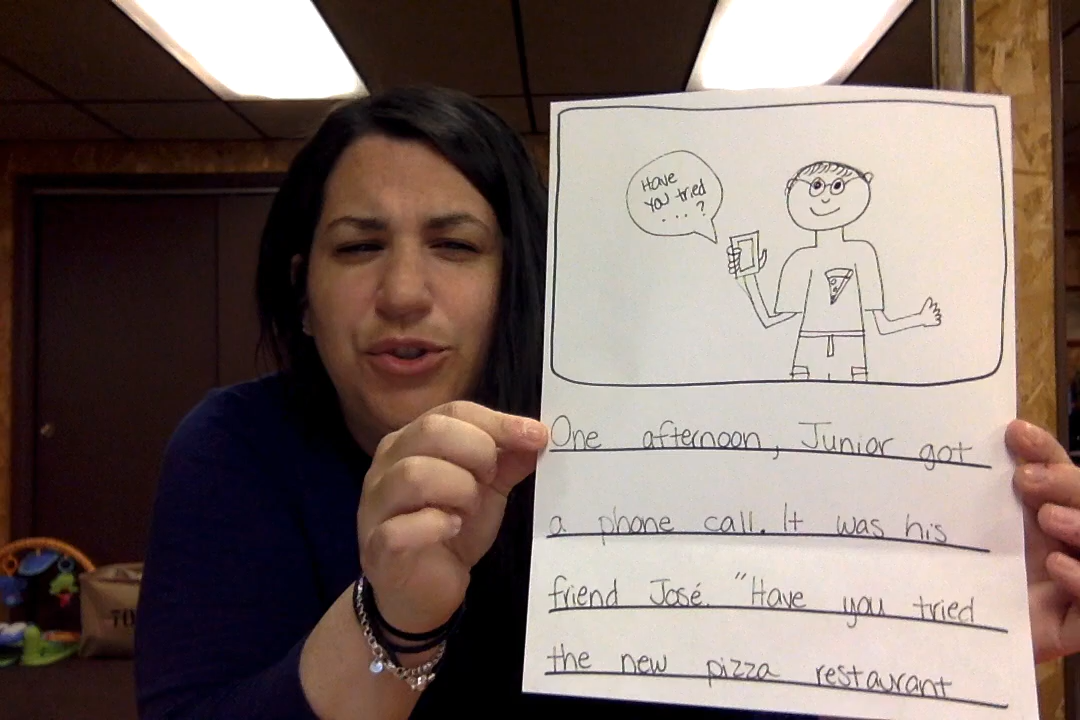 Have
you tried
. . . ?
One afternoon, Junior got
a phone call. It was his
friend José. "Have you tried
the new pizza restaurant